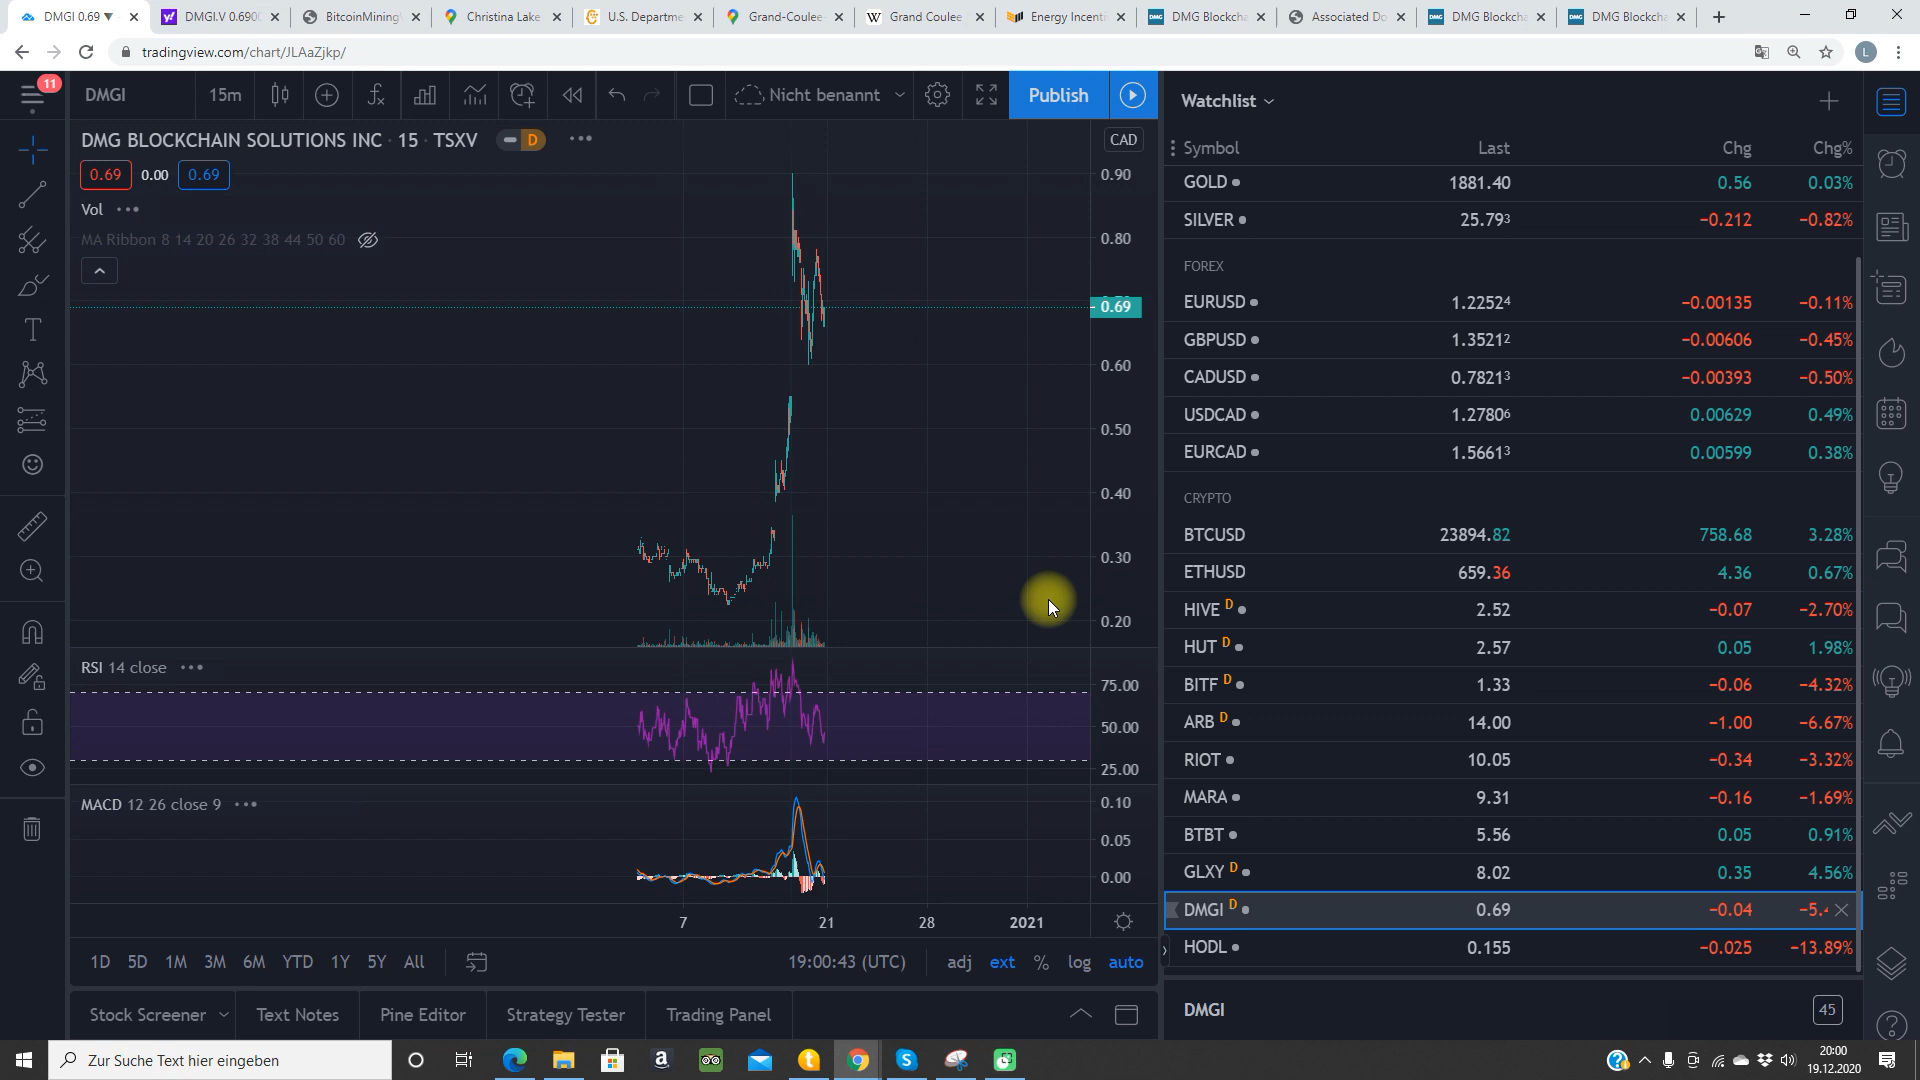 DMGI 0.69 ▼
DMGI.V 0.690
BitcoinMining
Christina Lake
U.S. Departme
Grand-Coulee
Grand Coulee
Energy Incenti
DMG Blockcha
Associated Do
DMG Blockcha
DMG Blockcha
tradingview.com/chart/JLAaZjkp/
L
11
DMGI
15m
Nicht benannt
Publish
DMG BLOCKCHAIN SOLUTIONS INC · 15 · TSXV
D
CAD
0.69 0.00 0.69
Vol
MA Ribbon 8 14 20 26 32 38 44 50 60
0.90
0.80
0.69
0.60
0.50
0.40
0.30
0.20
RSI 14 close
75.00
50.00
25.00
MACD 12 26 close 9
0.10
0.05
0.00
7 21 28 2021
1D 5D 1M 3M 6M YTD 1Y 5Y All
19:00:43 (UTC)
adj ext % log auto
Stock Screener
Text Notes
Pine Editor
Strategy Tester
Trading Panel
Watchlist
Symbol Last Chg Chg%
GOLD 1881.40 0.56 0.03%
SILVER 25.793 −0.212 −0.82%
FOREX
EURUSD 1.22524 −0.00135 −0.11%
GBPUSD 1.35212 −0.00606 −0.45%
CADUSD 0.78213 −0.00393 −0.50%
USDCAD 1.27806 0.00629 0.49%
EURCAD 1.56613 0.00599 0.38%
CRYPTO
BTCUSD 23894.82 758.68 3.28%
ETHUSD 659.36 4.36 0.67%
HIVE D 2.52 −0.07 −2.70%
HUT D 2.57 0.05 1.98%
BITF D 1.33 −0.06 −4.32%
ARB D 14.00 −1.00 −6.67%
RIOT 10.05 −0.34 −3.32%
MARA 9.31 −0.16 −1.69%
BTBT 5.56 0.05 0.91%
GLXY D 8.02 0.35 4.56%
DMGI D 0.69 −0.04 −5.4
HODL 0.155 −0.025 −13.89%
DMGI
45
Zur Suche Text hier eingeben
20:00
19.12.2020